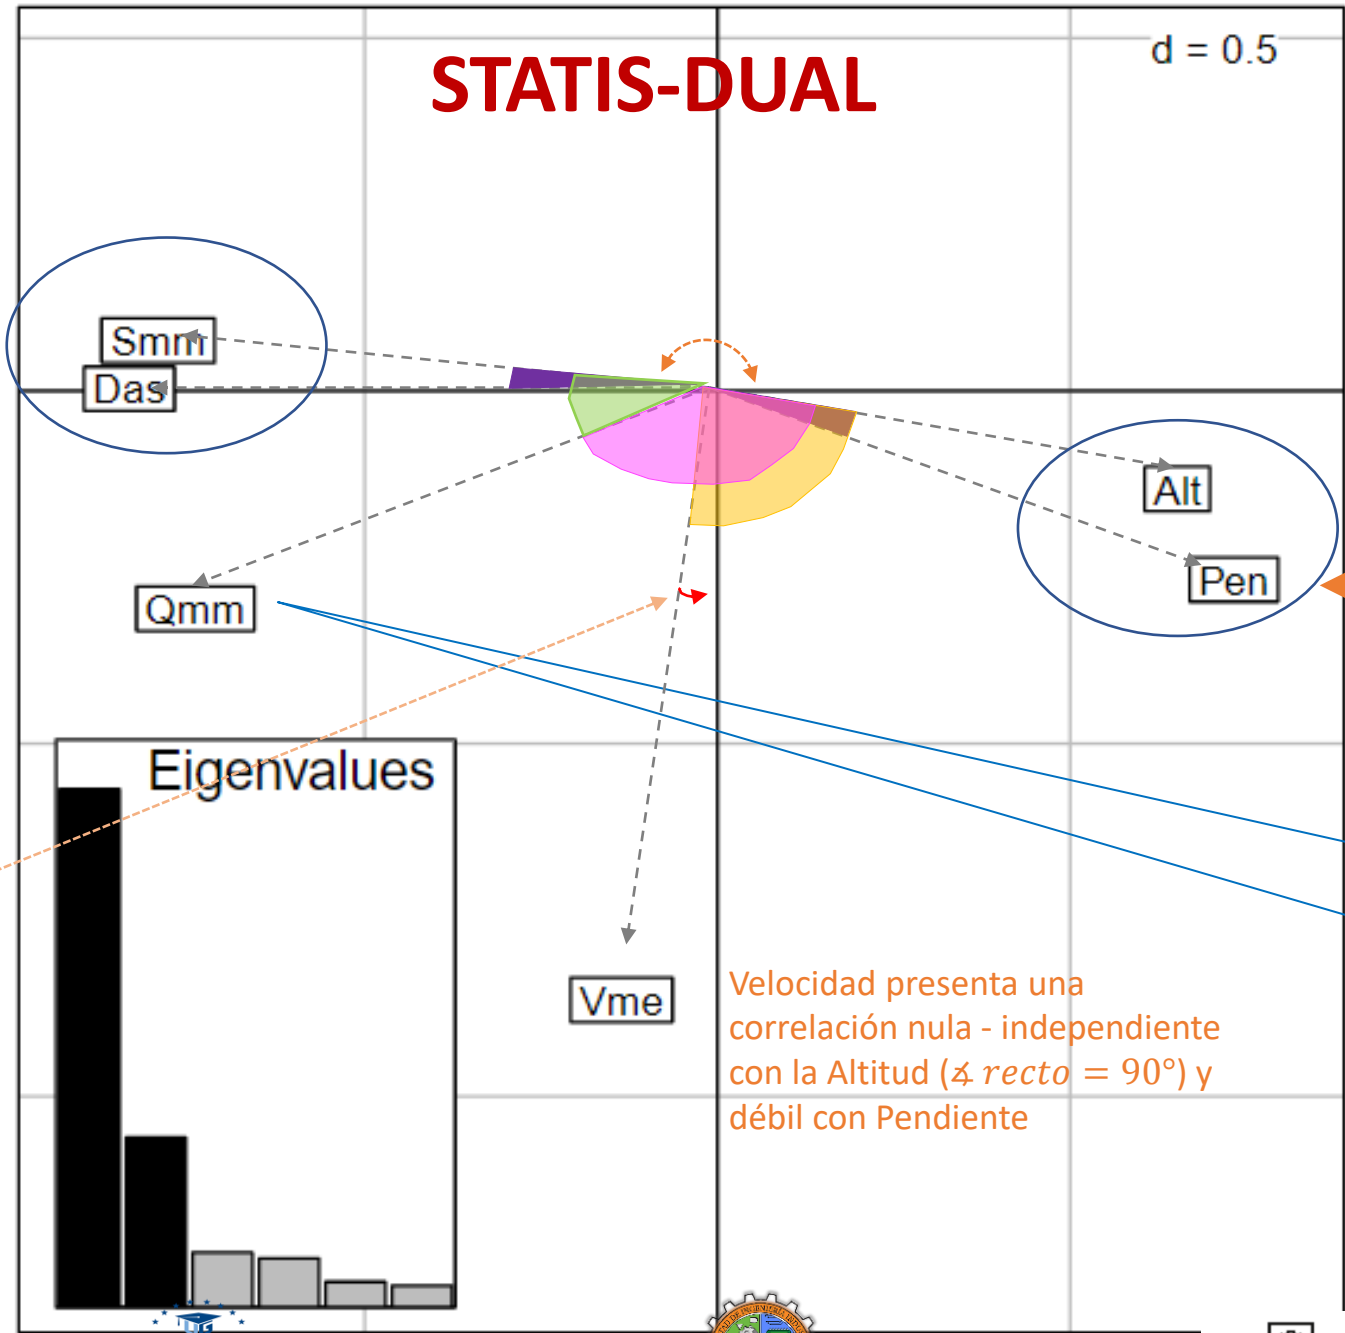 STATIS-DUAL
d = 0.5
Smm
Das
Alt
Pen
Qmm
Eigenvalues
Vme
Velocidad presenta una
correlación nula - independiente
con la Altitud (∡ recto = 90°) y
débil con Pendiente